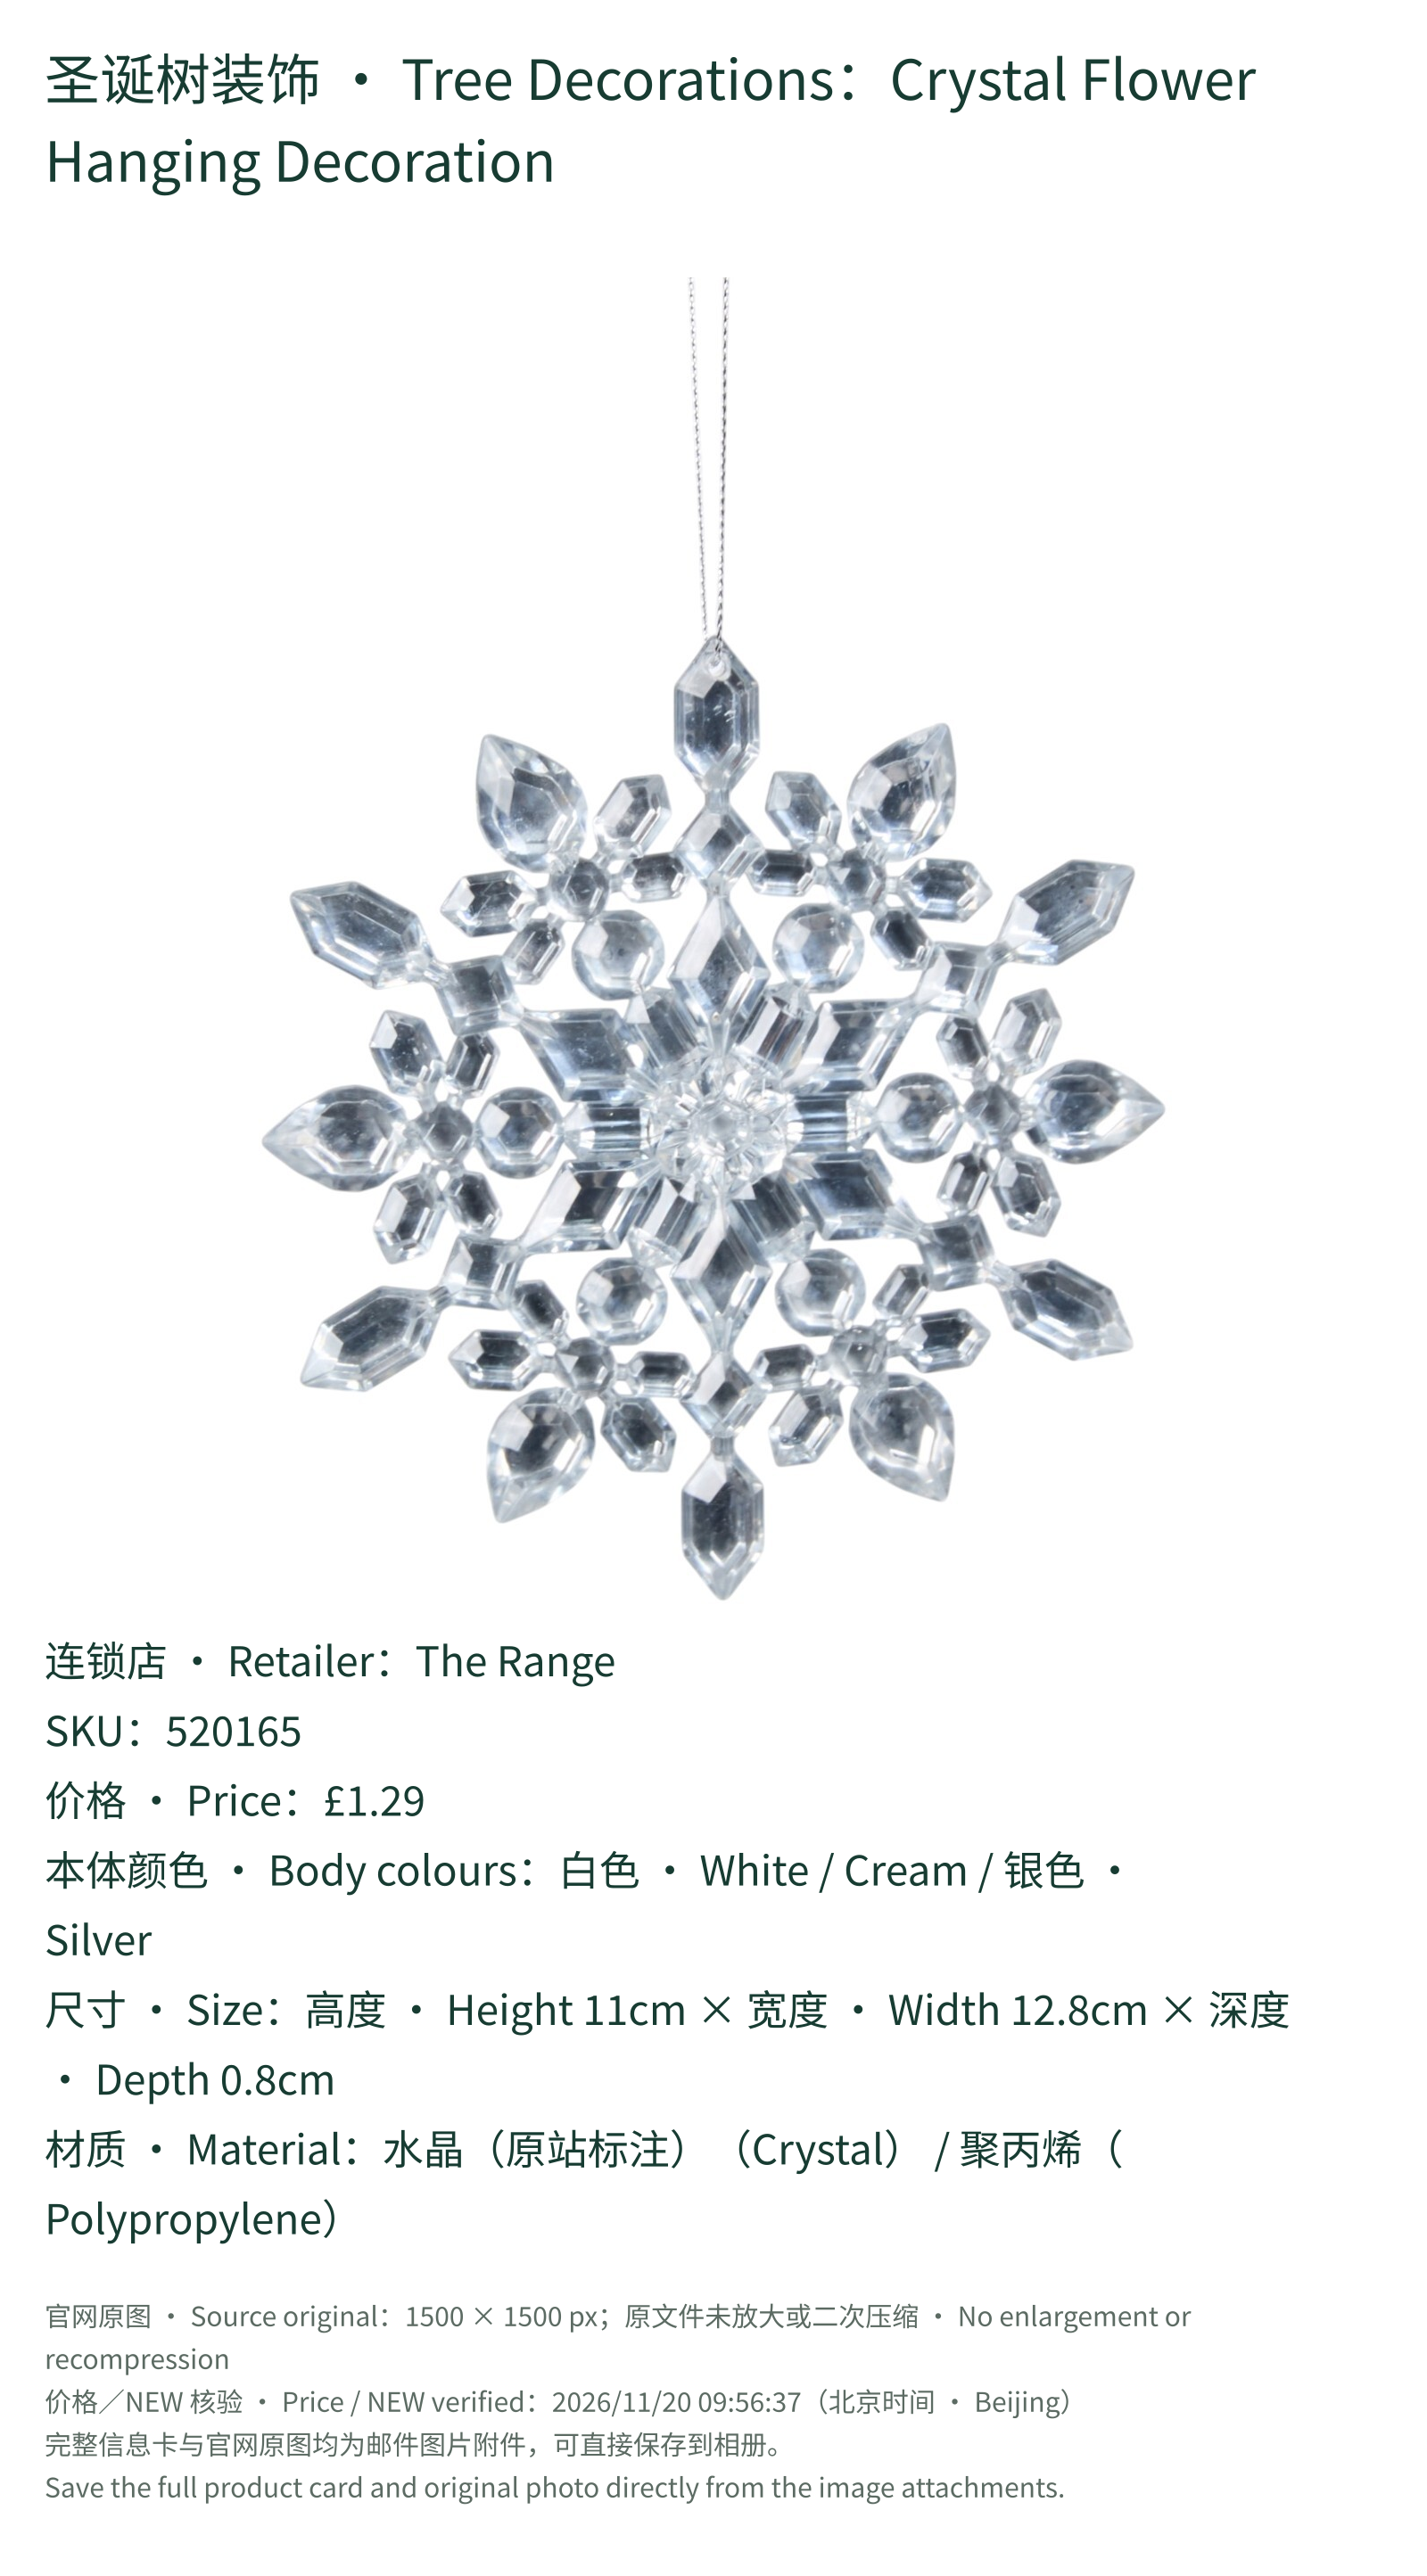 圣诞树装饰 · Tree Decorations：Crystal Flower
Hanging Decoration
连锁店 · Retailer：The Range
SKU：520165
价格 · Price：£1.29
本体颜色 · Body colours：白色 · White / Cream / 银色 ·
Silver
尺寸 · Size：高度 · Height 11cm × 宽度 · Width 12.8cm × 深度
· Depth 0.8cm
材质 · Material：水晶（原站标注）（Crystal） / 聚丙烯（
Polypropylene）
官网原图 · Source original：1500 × 1500 px；原文件未放大或二次压缩 · No enlargement or
recompression
价格／NEW 核验 · Price / NEW verified：2026/11/20 09:56:37（北京时间 · Beijing）
完整信息卡与官网原图均为邮件图片附件，可直接保存到相册。
Save the full product card and original photo directly from the image attachments.